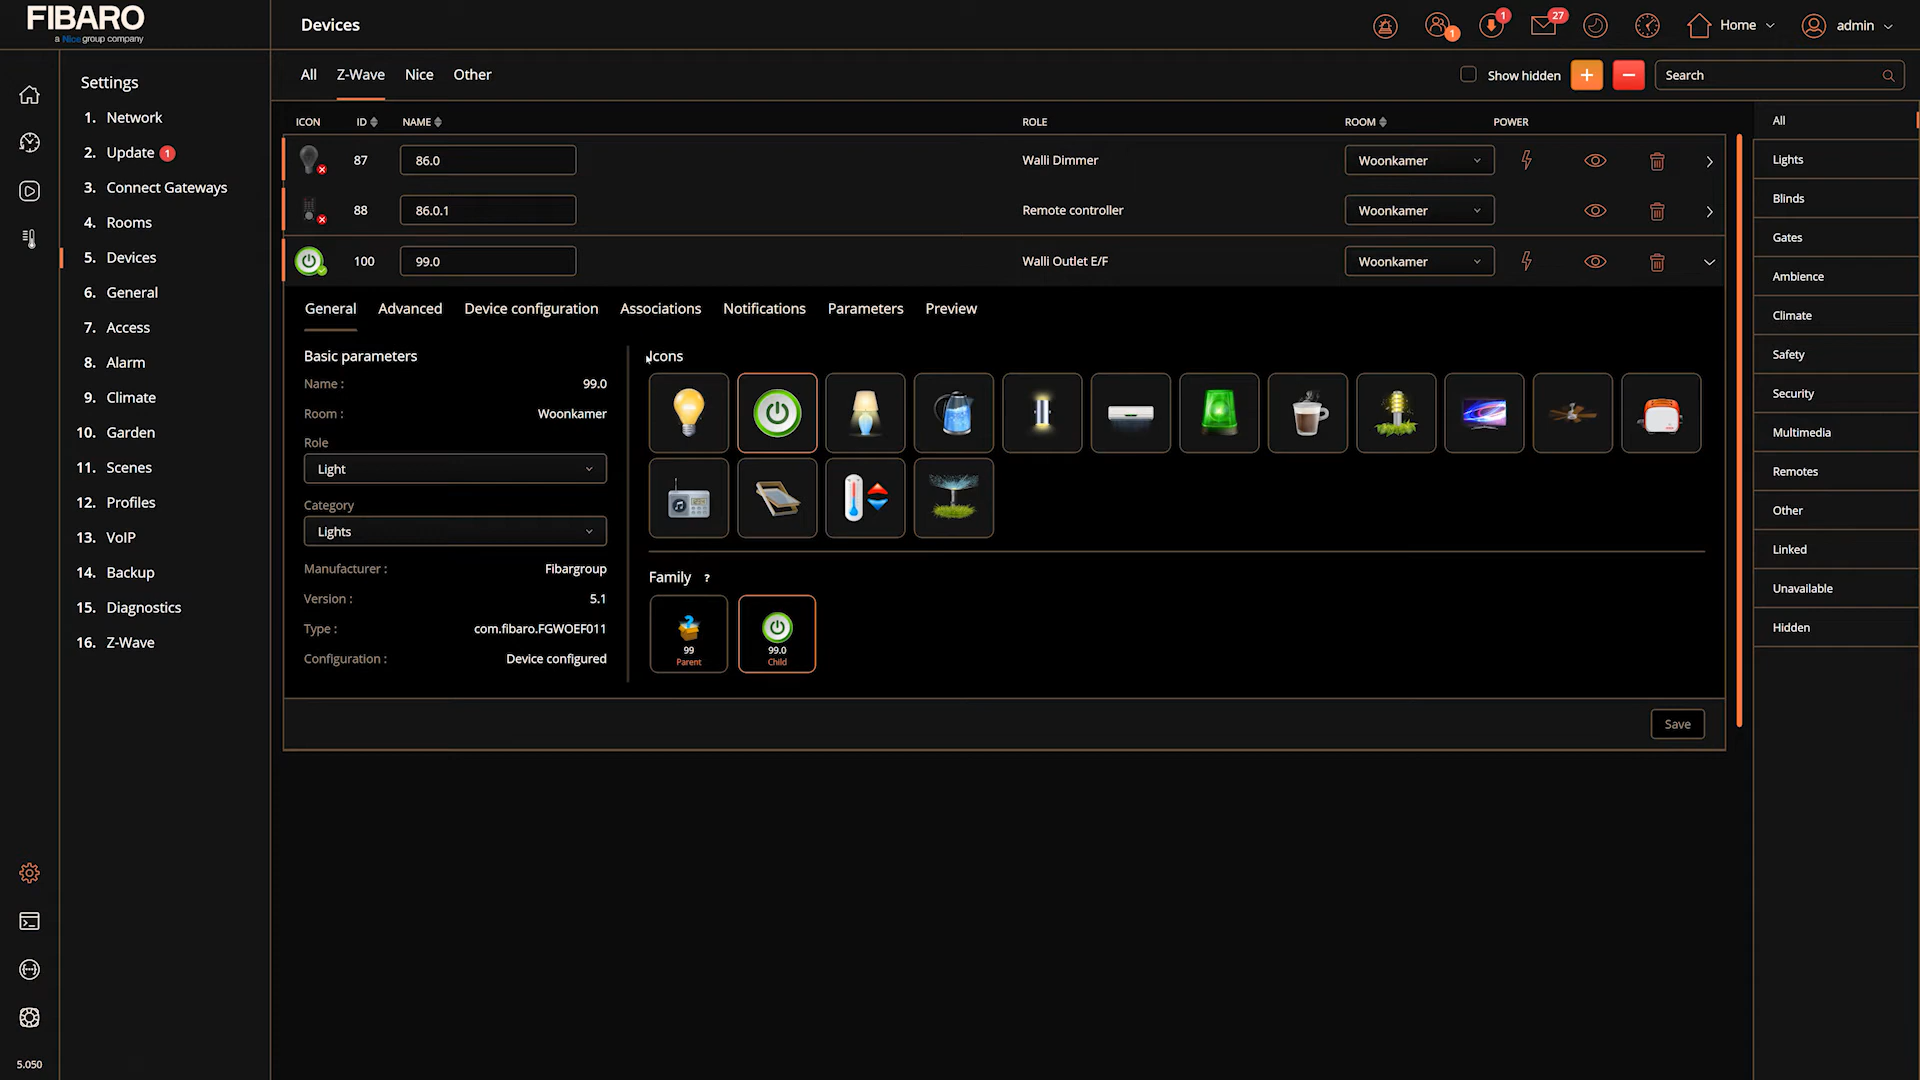 FIBARO
a Nice group company
Devices
1
1
27
Home
admin
Settings
1. Network
2. Update 1
3. Connect Gateways
4. Rooms
5. Devices
6. General
7. Access
8. Alarm
9. Climate
10. Garden
11. Scenes
12. Profiles
13. VoIP
14. Backup
15. Diagnostics
16. Z-Wave
5.050
All Z-Wave Nice Other
Show hidden
Search
ICON ID NAME ROLE ROOM POWER
87 86.0 Walli Dimmer Woonkamer
88 86.0.1 Remote controller Woonkamer
100 99.0 Walli Outlet E/F Woonkamer
General Advanced Device configuration Associations Notifications Parameters Preview
Basic parameters
Name : 99.0
Room : Woonkamer
Role
Light
Category
Lights
Manufacturer : Fibargroup
Version : 5.1
Type : com.fibaro.FGWOEF011
Configuration : Device configured
Icons
Family ?
99
Parent
99.0
Child
Save
All
Lights
Blinds
Gates
Ambience
Climate
Safety
Security
Multimedia
Remotes
Other
Linked
Unavailable
Hidden